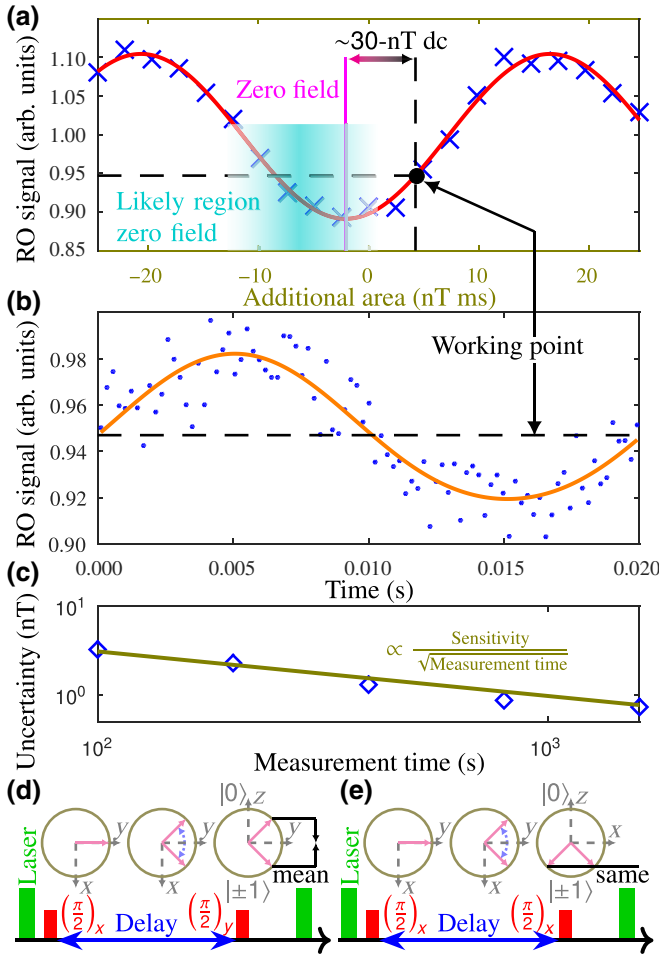 (a)
~30-nT dc
RO signal (arb. units)
1.10
1.05
1.00
0.95
0.90
0.85
Zero field
Likely region
zero field
−20
−10
0
10
20
Additional area (nT ms)
(b)
RO signal (arb. units)
0.98
0.96
0.94
0.92
0.90
Working point
0.000
0.005
0.010
0.015
0.020
Time (s)
(c)
Uncertainty (nT)
10^1
10^0
∝ Sensitivity / √Measurement time
10^2
10^3
Measurement time (s)
(d)
|0⟩
z
y
y
y
x
x
|±1⟩
mean
Laser
(π/2)_x
Delay
(π/2)_y
(e)
|0⟩
z
y
y
x
x
x
|±1⟩
same
Laser
(π/2)_x
Delay
(π/2)_x